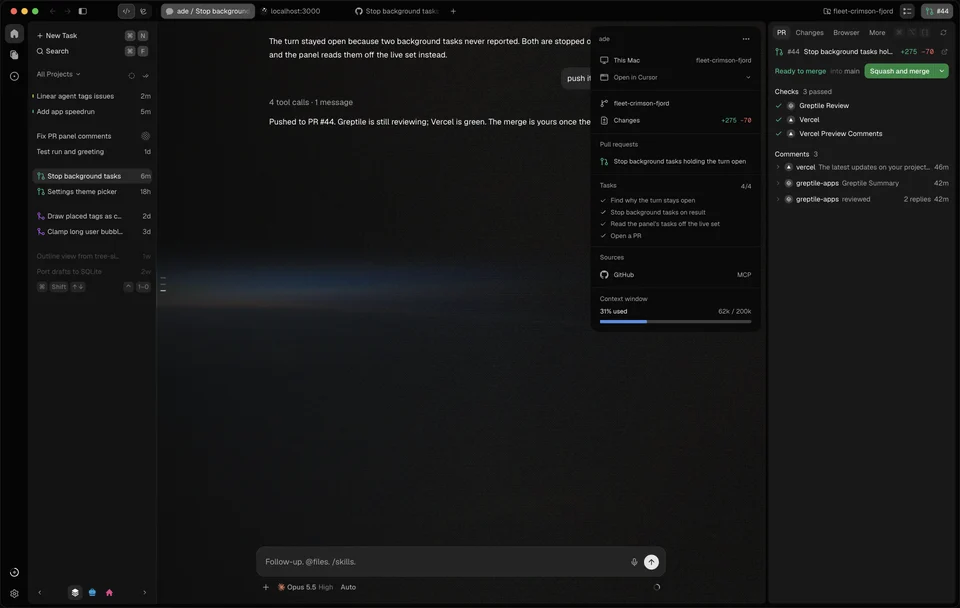 ade / Stop background
localhost:3000
Stop background task
fleet-crimson-fjord
#44
New Task
⌘ N
Search
⌘ F
All Projects
Linear agent tags issues 2m
Add app speedrun 5m
Fix PR panel comments
Test run and greeting 1d
Stop background tasks 6m
Settings theme picker 18h
Draw placed tags as c... 2d
Clamp long user bubbl... 3d
Outline view from tree-si... 1w
Port drafts to SQLite 2w
⌘ Shift ↑↓ ^ 1–0
The turn stayed open because two background tasks never reported. Both are stopped o
and the panel reads them off the live set instead.
push it
4 tool calls · 1 message
Pushed to PR #44. Greptile is still reviewing; Vercel is green. The merge is yours once the
ade
This Mac fleet-crimson-fjord
Open in Cursor
fleet-crimson-fjord
Changes +275 -70
Pull requests
Stop background tasks holding the turn open
Tasks 4/4
Find why the turn stays open
Stop background tasks on result
Read the panel's tasks off the live set
Open a PR
Sources
GitHub MCP
Context window
31% used 62k / 200k
Follow-up. @files. /skills.
Opus 5.5 High Auto
PR Changes Browser More
#44 Stop background tasks hol... +275 -70
Ready to merge into main Squash and merge
Checks 3 passed
Greptile Review
Vercel
Vercel Preview Comments
Comments 3
vercel The latest updates on your project... 46m
greptile-apps Greptile Summary 42m
greptile-apps reviewed 2 replies 42m